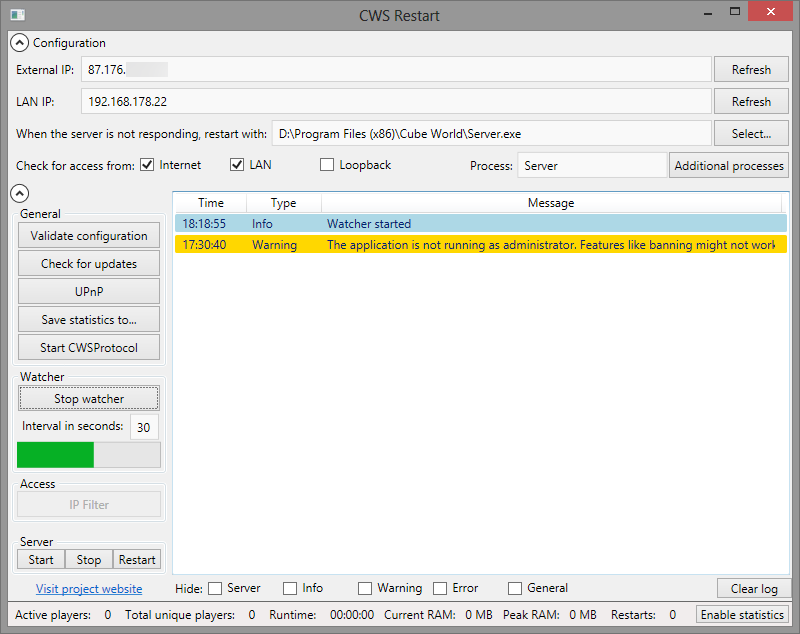 CWS Restart
Configuration
External IP: 87.176. Refresh
LAN IP: 192.168.178.22 Refresh
When the server is not responding, restart with: D:\Program Files (x86)\Cube World\Server.exe Select...
Check for access from: Internet LAN Loopback Process: Server Additional processes
General
Validate configuration
Check for updates
UPnP
Save statistics to...
Start CWSProtocol
Watcher
Stop watcher
Interval in seconds: 30
Access
IP Filter
Server
Start Stop Restart
Visit project website
Time Type Message
18:18:55 Info Watcher started
17:30:40 Warning The application is not running as administrator. Features like banning might not work
Hide: Server Info Warning Error General Clear log
Active players: 0 Total unique players: 0 Runtime: 00:00:00 Current RAM: 0 MB Peak RAM: 0 MB Restarts: 0 Enable statistics